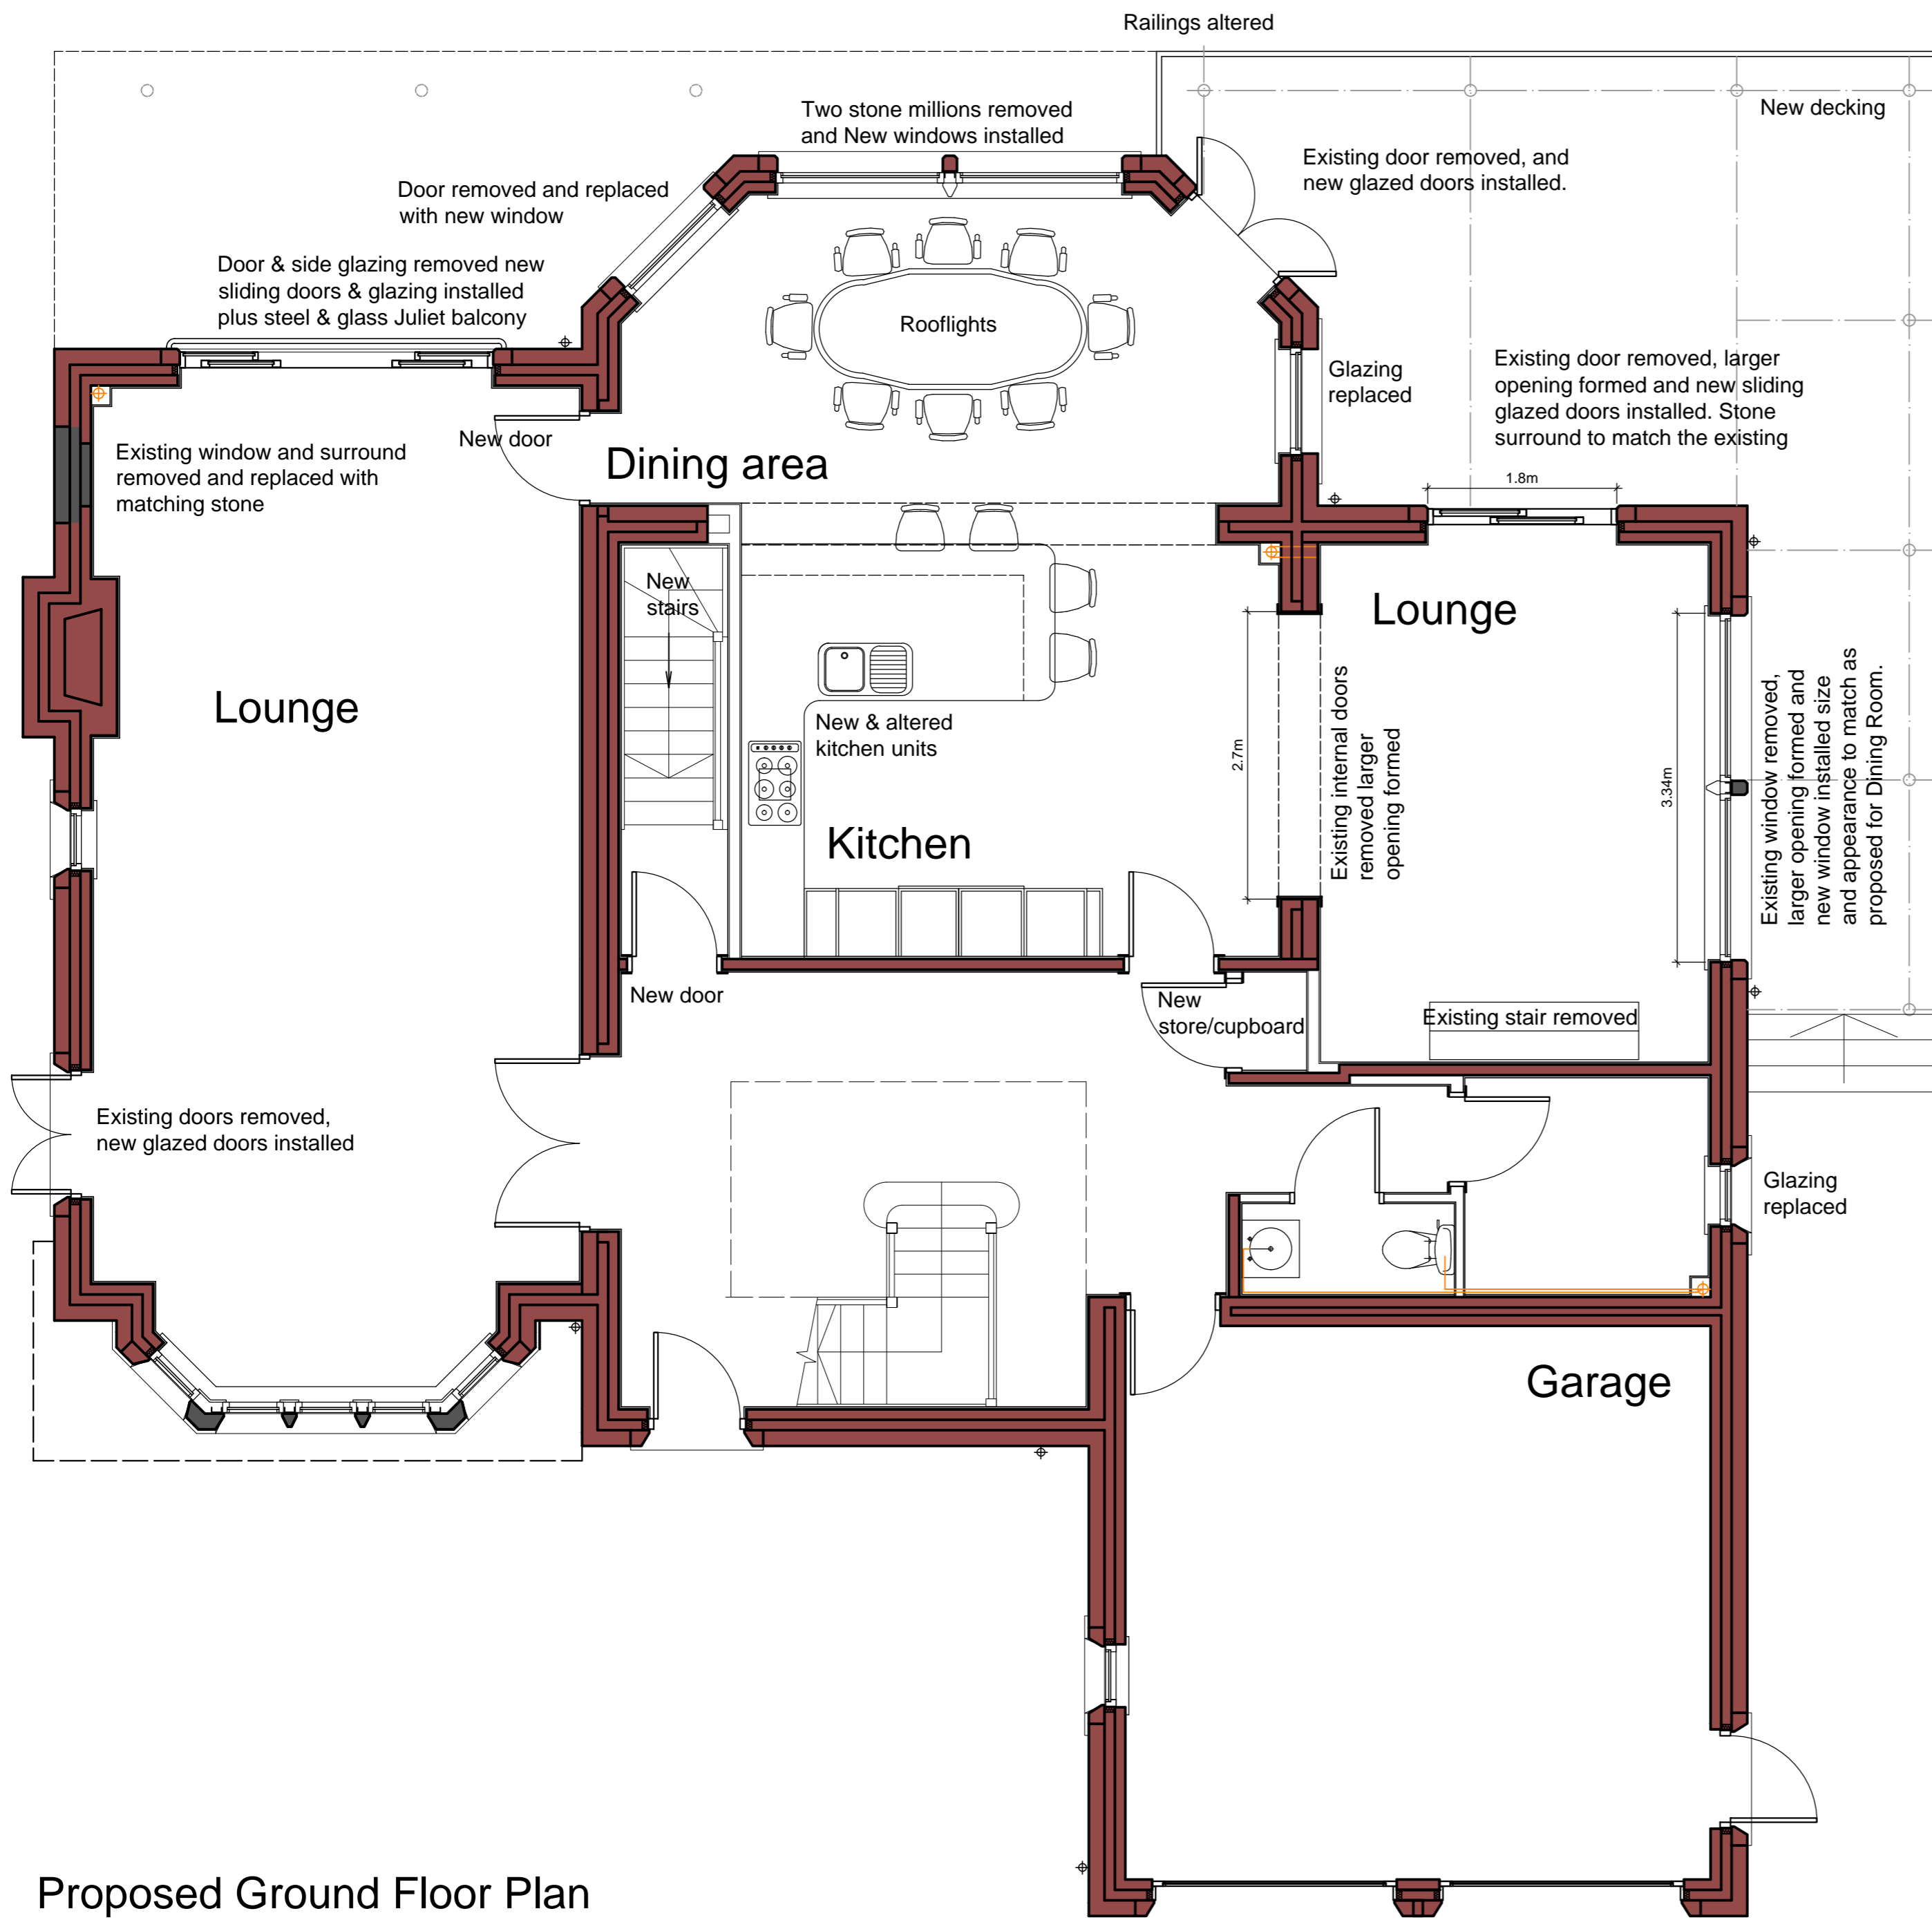 Railings altered
New decking
Two stone millions removed
and New windows installed
Existing door removed, and
new glazed doors installed.
Door removed and replaced
with new window
Door & side glazing removed new
sliding doors & glazing installed
plus steel & glass Juliet balcony
Rooflights
Glazing
replaced
Existing door removed, larger
opening formed and new sliding
glazed doors installed. Stone
surround to match the existing
New door
Existing window and surround
removed and replaced with
matching stone
Dining area
1.8m
New
stairs
Lounge
Lounge
New & altered
kitchen units
2.7m
Existing internal doors
removed larger
opening formed
3.34m
Existing window removed,
larger opening formed and
new window installed size
and appearance to match as
proposed for Dining Room.
Kitchen
New door
New
store/cupboard
Existing stair removed
Existing doors removed,
new glazed doors installed
Glazing
replaced
Garage
Proposed Ground Floor Plan